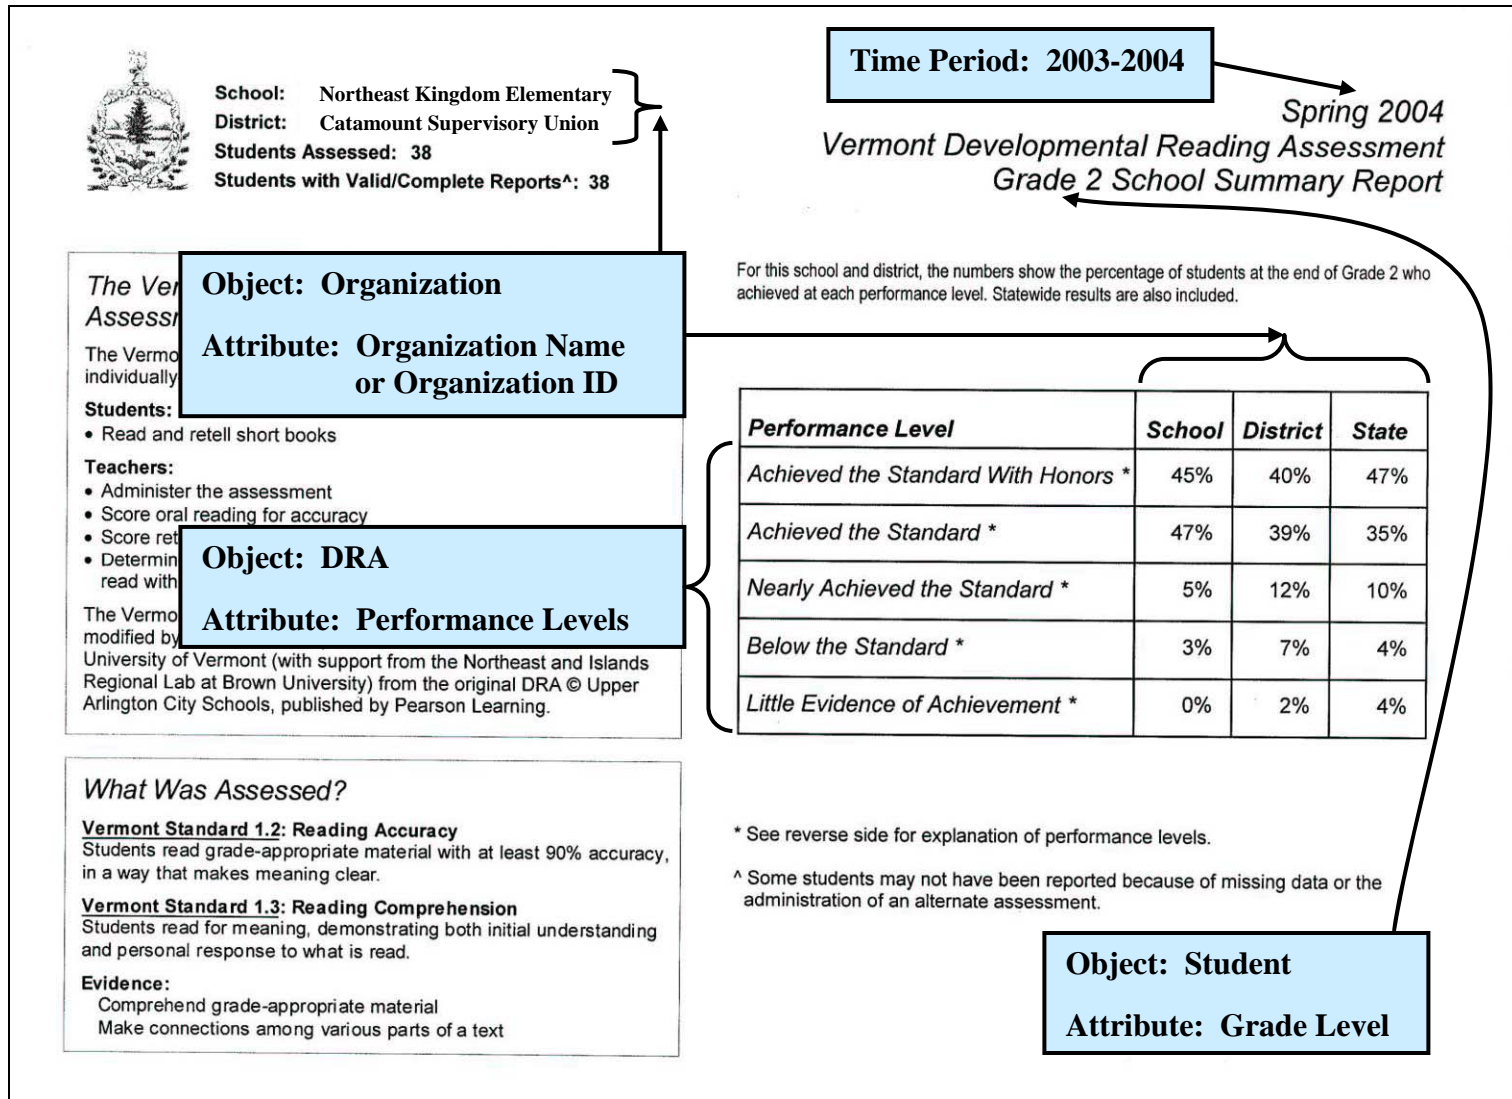 School: Northeast Kingdom Elementary
District: Catamount Supervisory Union
Students Assessed: 38
Students with Valid/Complete Reports^: 38
Time Period: 2003-2004
Spring 2004
Vermont Developmental Reading Assessment
Grade 2 School Summary Report
The Ver
Assessm
The Vermo
individually
Students:
• Read and retell short books
Teachers:
• Administer the assessment
• Score oral reading for accuracy
• Score ret
• Determin
read with
The Vermo
modified by
University of Vermont (with support from the Northeast and Islands
Regional Lab at Brown University) from the original DRA © Upper
Arlington City Schools, published by Pearson Learning.
Object: Organization
Attribute: Organization Name
or Organization ID
Object: DRA
Attribute: Performance Levels
What Was Assessed?
Vermont Standard 1.2: Reading Accuracy
Students read grade-appropriate material with at least 90% accuracy,
in a way that makes meaning clear.
Vermont Standard 1.3: Reading Comprehension
Students read for meaning, demonstrating both initial understanding
and personal response to what is read.
Evidence:
Comprehend grade-appropriate material
Make connections among various parts of a text
For this school and district, the numbers show the percentage of students at the end of Grade 2 who
achieved at each performance level. Statewide results are also included.
Performance Level School District State
Achieved the Standard With Honors * 45% 40% 47%
Achieved the Standard * 47% 39% 35%
Nearly Achieved the Standard * 5% 12% 10%
Below the Standard * 3% 7% 4%
Little Evidence of Achievement * 0% 2% 4%
* See reverse side for explanation of performance levels.
^ Some students may not have been reported because of missing data or the
administration of an alternate assessment.
Object: Student
Attribute: Grade Level